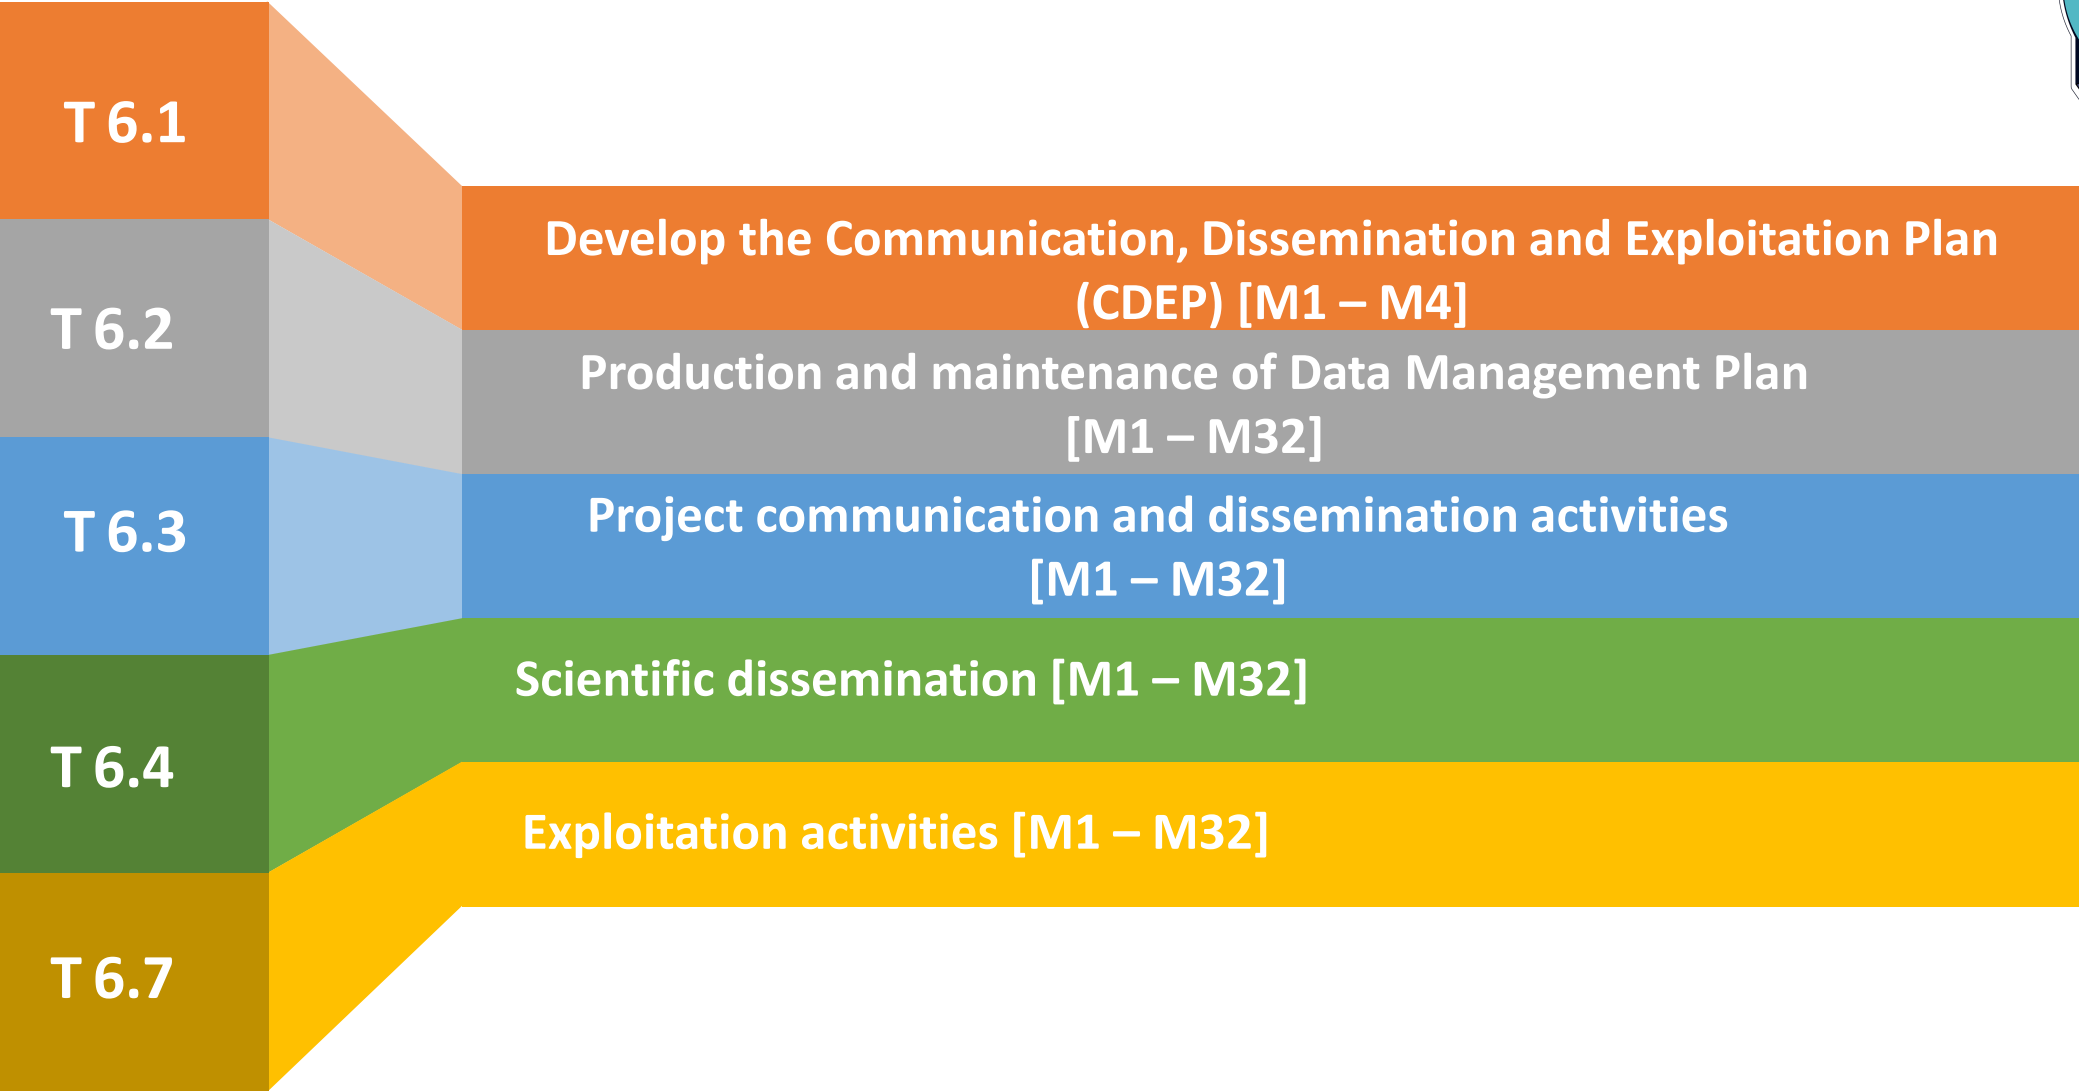 T 6.1
Develop the Communication, Dissemination and Exploitation Plan
(CDEP) [M1 – M4]
T 6.2
Production and maintenance of Data Management Plan
[M1 – M32]
T 6.3
Project communication and dissemination activities
[M1 – M32]
T 6.4
Scientific dissemination [M1 – M32]
T 6.7
Exploitation activities [M1 – M32]